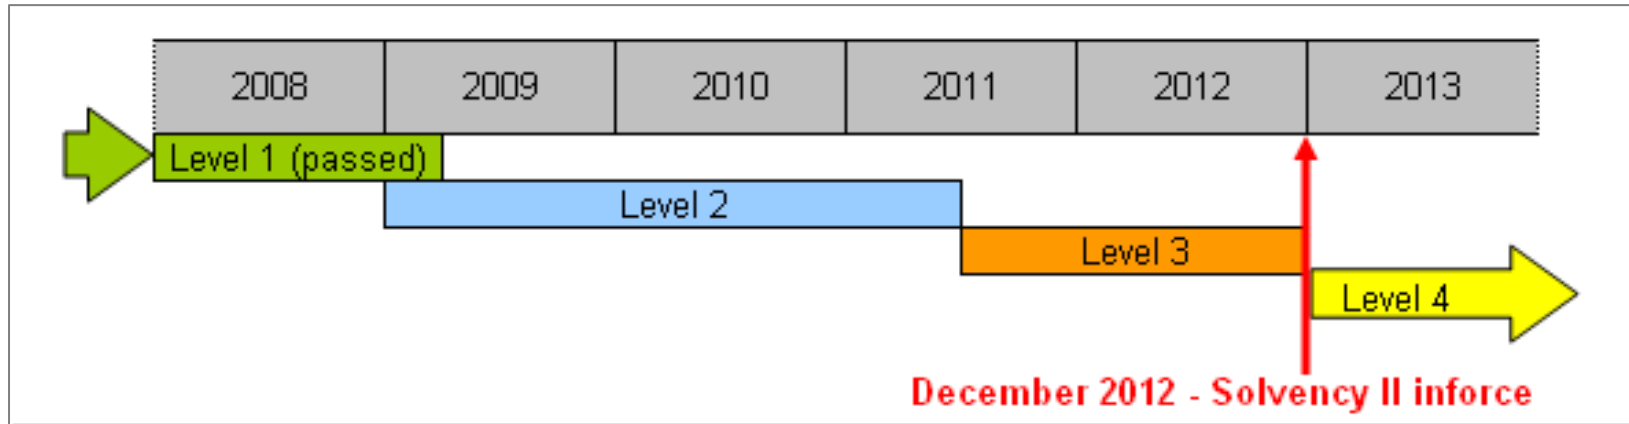 2008 2009 2010 2011 2012 2013
Level 1 (passed)
Level 2
Level 3
Level 4
December 2012 - Solvency II inforce